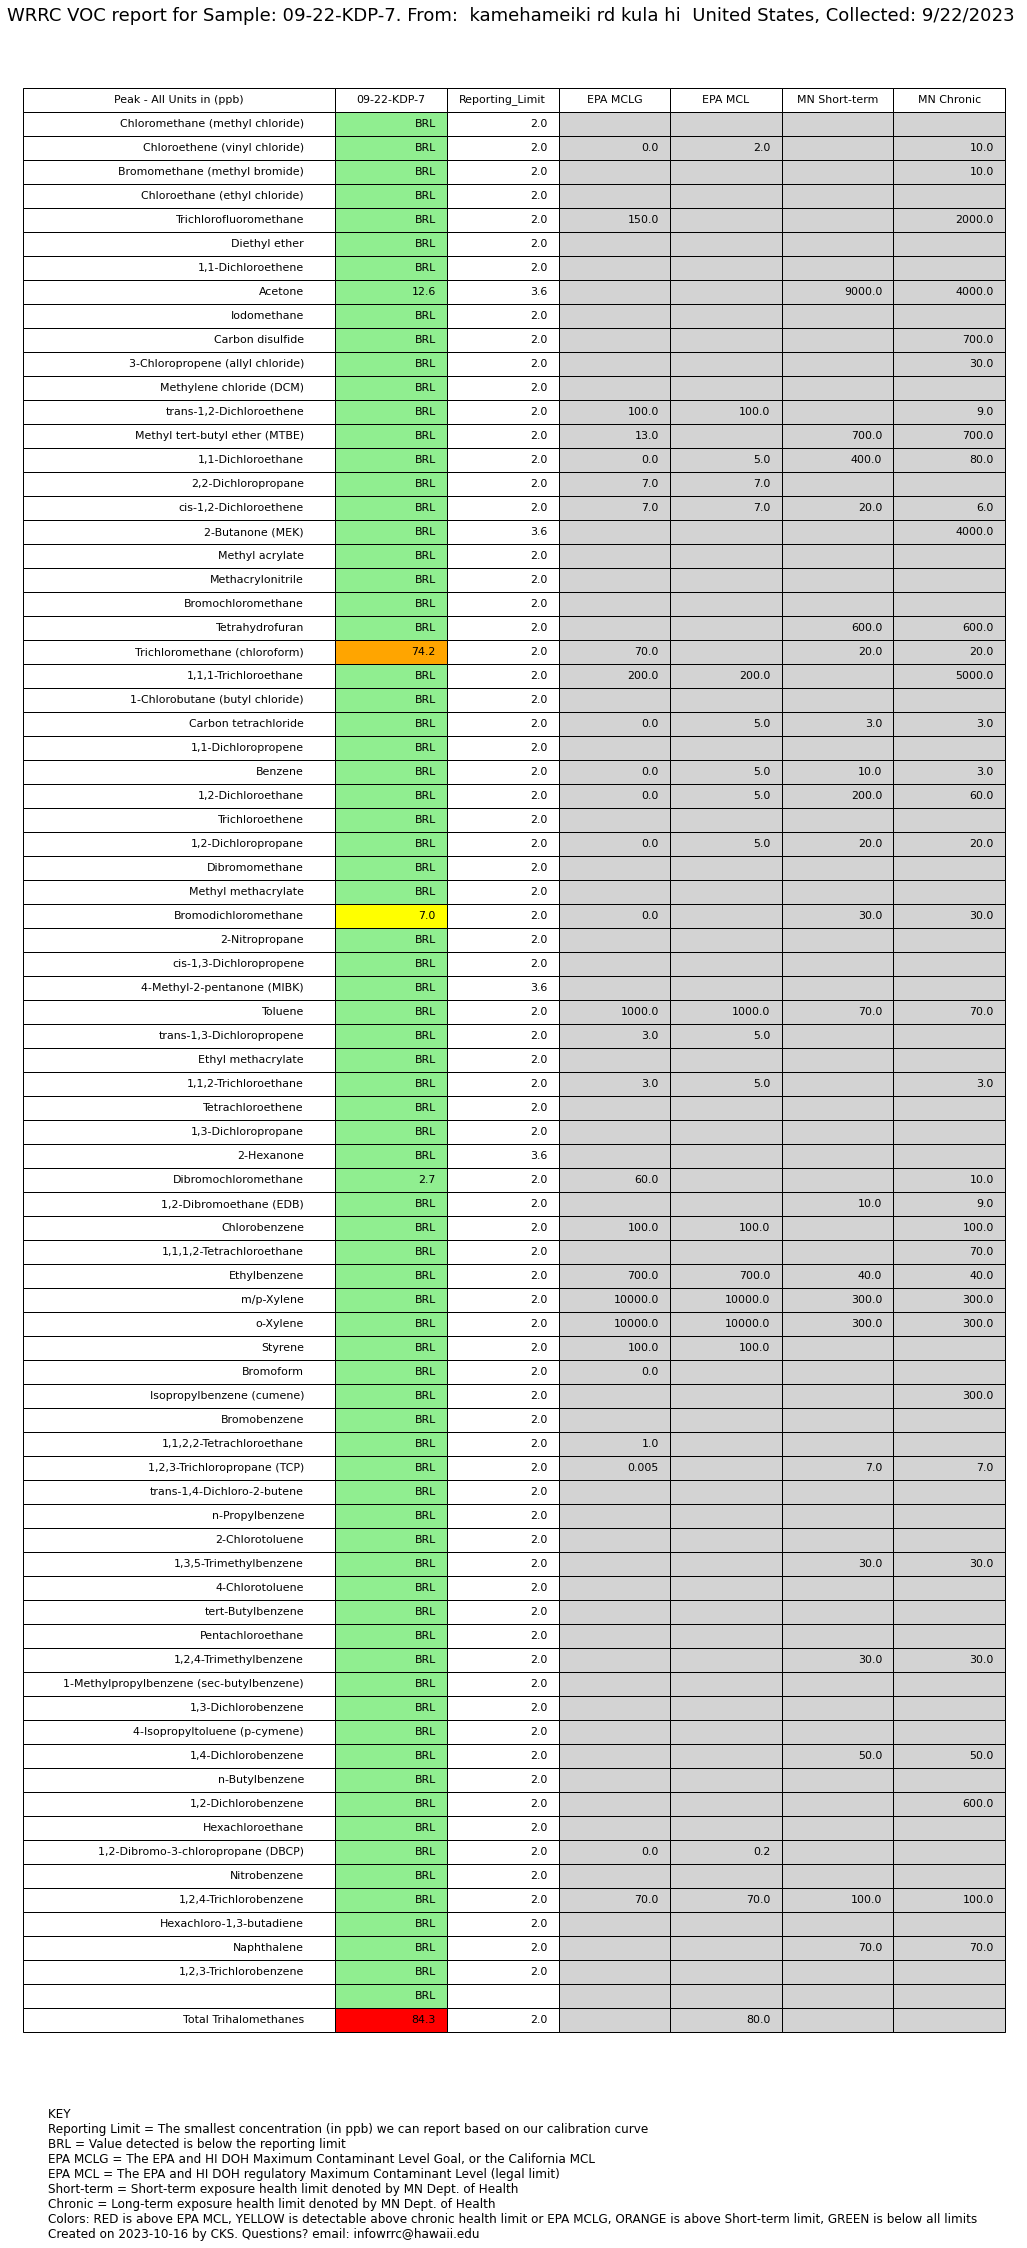 WRRC VOC report for Sample: 09-22-KDP-7. From:  kamehameiki rd kula hi  United States, Collected: 9/22/2023
Peak - All Units in (ppb) 09-22-KDP-7 Reporting_Limit EPA MCLG EPA MCL MN Short-term MN Chronic
Chloromethane (methyl chloride) BRL 2.0
Chloroethene (vinyl chloride) BRL 2.0 0.0 2.0 10.0
Bromomethane (methyl bromide) BRL 2.0 10.0
Chloroethane (ethyl chloride) BRL 2.0
Trichlorofluoromethane BRL 2.0 150.0 2000.0
Diethyl ether BRL 2.0
1,1-Dichloroethene BRL 2.0
Acetone 12.6 3.6 9000.0 4000.0
Iodomethane BRL 2.0
Carbon disulfide BRL 2.0 700.0
3-Chloropropene (allyl chloride) BRL 2.0 30.0
Methylene chloride (DCM) BRL 2.0
trans-1,2-Dichloroethene BRL 2.0 100.0 100.0 9.0
Methyl tert-butyl ether (MTBE) BRL 2.0 13.0 700.0 700.0
1,1-Dichloroethane BRL 2.0 0.0 5.0 400.0 80.0
2,2-Dichloropropane BRL 2.0 7.0 7.0
cis-1,2-Dichloroethene BRL 2.0 7.0 7.0 20.0 6.0
2-Butanone (MEK) BRL 3.6 4000.0
Methyl acrylate BRL 2.0
Methacrylonitrile BRL 2.0
Bromochloromethane BRL 2.0
Tetrahydrofuran BRL 2.0 600.0 600.0
Trichloromethane (chloroform) 74.2 2.0 70.0 20.0 20.0
1,1,1-Trichloroethane BRL 2.0 200.0 200.0 5000.0
1-Chlorobutane (butyl chloride) BRL 2.0
Carbon tetrachloride BRL 2.0 0.0 5.0 3.0 3.0
1,1-Dichloropropene BRL 2.0
Benzene BRL 2.0 0.0 5.0 10.0 3.0
1,2-Dichloroethane BRL 2.0 0.0 5.0 200.0 60.0
Trichloroethene BRL 2.0
1,2-Dichloropropane BRL 2.0 0.0 5.0 20.0 20.0
Dibromomethane BRL 2.0
Methyl methacrylate BRL 2.0
Bromodichloromethane 7.0 2.0 0.0 30.0 30.0
2-Nitropropane BRL 2.0
cis-1,3-Dichloropropene BRL 2.0
4-Methyl-2-pentanone (MIBK) BRL 3.6
Toluene BRL 2.0 1000.0 1000.0 70.0 70.0
trans-1,3-Dichloropropene BRL 2.0 3.0 5.0
Ethyl methacrylate BRL 2.0
1,1,2-Trichloroethane BRL 2.0 3.0 5.0 3.0
Tetrachloroethene BRL 2.0
1,3-Dichloropropane BRL 2.0
2-Hexanone BRL 3.6
Dibromochloromethane 2.7 2.0 60.0 10.0
1,2-Dibromoethane (EDB) BRL 2.0 10.0 9.0
Chlorobenzene BRL 2.0 100.0 100.0 100.0
1,1,1,2-Tetrachloroethane BRL 2.0 70.0
Ethylbenzene BRL 2.0 700.0 700.0 40.0 40.0
m/p-Xylene BRL 2.0 10000.0 10000.0 300.0 300.0
o-Xylene BRL 2.0 10000.0 10000.0 300.0 300.0
Styrene BRL 2.0 100.0 100.0
Bromoform BRL 2.0 0.0
Isopropylbenzene (cumene) BRL 2.0 300.0
Bromobenzene BRL 2.0
1,1,2,2-Tetrachloroethane BRL 2.0 1.0
1,2,3-Trichloropropane (TCP) BRL 2.0 0.005 7.0 7.0
trans-1,4-Dichloro-2-butene BRL 2.0
n-Propylbenzene BRL 2.0
2-Chlorotoluene BRL 2.0
1,3,5-Trimethylbenzene BRL 2.0 30.0 30.0
4-Chlorotoluene BRL 2.0
tert-Butylbenzene BRL 2.0
Pentachloroethane BRL 2.0
1,2,4-Trimethylbenzene BRL 2.0 30.0 30.0
1-Methylpropylbenzene (sec-butylbenzene) BRL 2.0
1,3-Dichlorobenzene BRL 2.0
4-Isopropyltoluene (p-cymene) BRL 2.0
1,4-Dichlorobenzene BRL 2.0 50.0 50.0
n-Butylbenzene BRL 2.0
1,2-Dichlorobenzene BRL 2.0 600.0
Hexachloroethane BRL 2.0
1,2-Dibromo-3-chloropropane (DBCP) BRL 2.0 0.0 0.2
Nitrobenzene BRL 2.0
1,2,4-Trichlorobenzene BRL 2.0 70.0 70.0 100.0 100.0
Hexachloro-1,3-butadiene BRL 2.0
Naphthalene BRL 2.0 70.0 70.0
1,2,3-Trichlorobenzene BRL 2.0
BRL
Total Trihalomethanes 84.3 2.0 80.0
KEY
Reporting Limit = The smallest concentration (in ppb) we can report based on our calibration curve
BRL = Value detected is below the reporting limit
EPA MCLG = The EPA and HI DOH Maximum Contaminant Level Goal, or the California MCL
EPA MCL = The EPA and HI DOH regulatory Maximum Contaminant Level (legal limit)
Short-term = Short-term exposure health limit denoted by MN Dept. of Health
Chronic = Long-term exposure health limit denoted by MN Dept. of Health
Colors: RED is above EPA MCL, YELLOW is detectable above chronic health limit or EPA MCLG, ORANGE is above Short-term limit, GREEN is below all limits
Created on 2023-10-16 by CKS. Questions? email: infowrrc@hawaii.edu